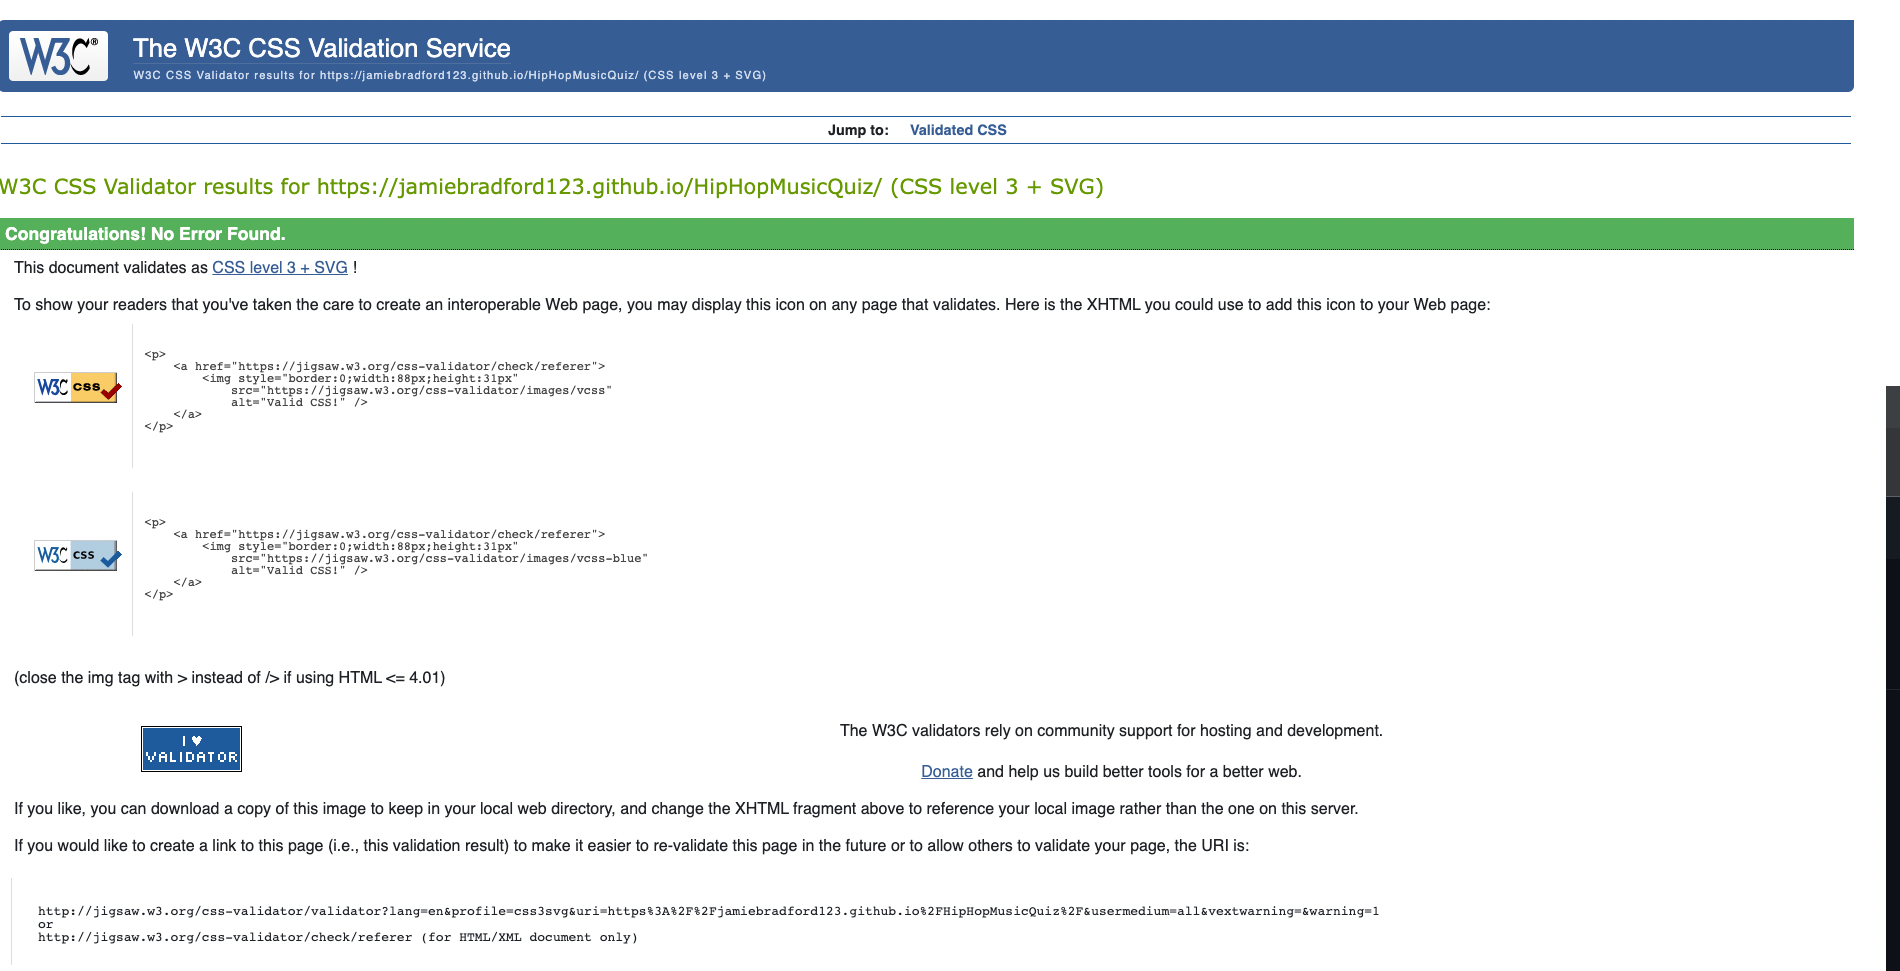 W3C®
The W3C CSS Validation Service
W3C CSS Validator results for https://jamiebradford123.github.io/HipHopMusicQuiz/ (CSS level 3 + SVG)
Jump to: Validated CSS
W3C CSS Validator results for https://jamiebradford123.github.io/HipHopMusicQuiz/ (CSS level 3 + SVG)
Congratulations! No Error Found.
This document validates as CSS level 3 + SVG !
To show your readers that you've taken the care to create an interoperable Web page, you may display this icon on any page that validates. Here is the XHTML you could use to add this icon to your Web page:
W3C css
<p>
    <a href="https://jigsaw.w3.org/css-validator/check/referer">
        <img style="border:0;width:88px;height:31px"
            src="https://jigsaw.w3.org/css-validator/images/vcss"
            alt="Valid CSS!" />
    </a>
</p>
W3C css
<p>
    <a href="https://jigsaw.w3.org/css-validator/check/referer">
        <img style="border:0;width:88px;height:31px"
            src="https://jigsaw.w3.org/css-validator/images/vcss-blue"
            alt="Valid CSS!" />
    </a>
</p>
(close the img tag with > instead of /> if using HTML <= 4.01)
I ♥
VALIDATOR
The W3C validators rely on community support for hosting and development.
Donate and help us build better tools for a better web.
If you like, you can download a copy of this image to keep in your local web directory, and change the XHTML fragment above to reference your local image rather than the one on this server.
If you would like to create a link to this page (i.e., this validation result) to make it easier to re-validate this page in the future or to allow others to validate your page, the URI is:
http://jigsaw.w3.org/css-validator/validator?lang=en&profile=css3svg&uri=https%3A%2F%2Fjamiebradford123.github.io%2FHipHopMusicQuiz%2F&usermedium=all&vextwarning=&warning=1
or
http://jigsaw.w3.org/css-validator/check/referer (for HTML/XML document only)